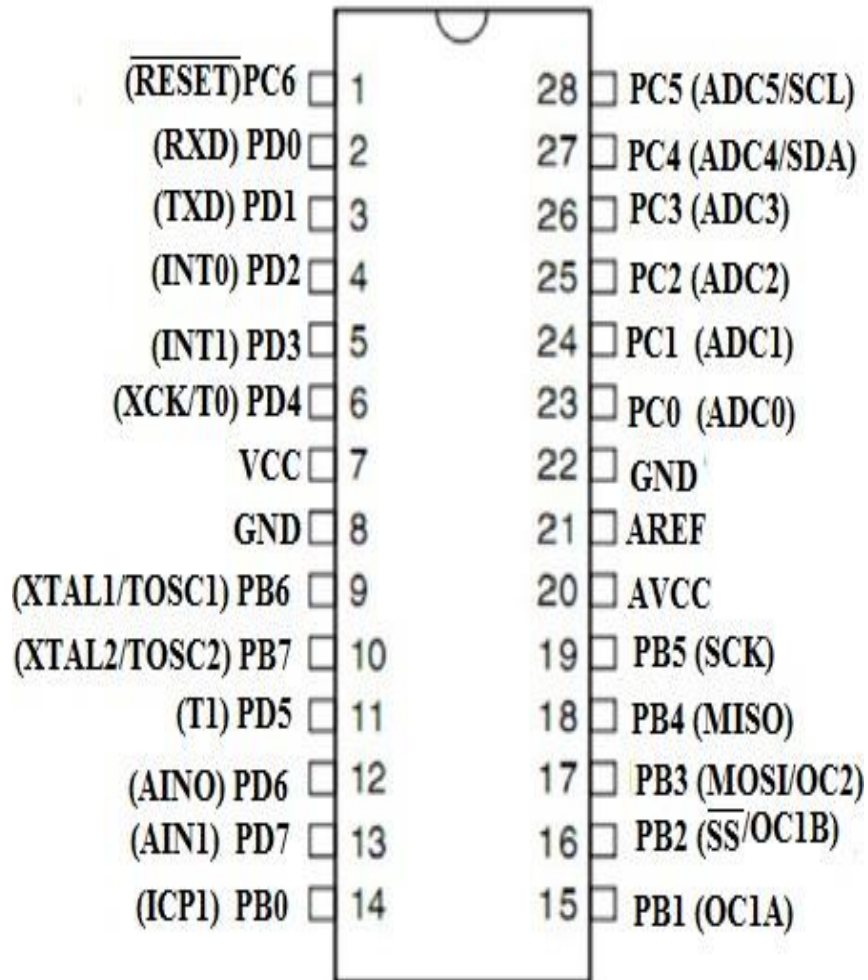 (RESET)PC6 1 28 PC5 (ADC5/SCL)
(RXD) PD0 2 27 PC4 (ADC4/SDA)
(TXD) PD1 3 26 PC3 (ADC3)
(INT0) PD2 4 25 PC2 (ADC2)
(INT1) PD3 5 24 PC1 (ADC1)
(XCK/T0) PD4 6 23 PC0 (ADC0)
VCC 7 22 GND
GND 8 21 AREF
(XTAL1/TOSC1) PB6 9 20 AVCC
(XTAL2/TOSC2) PB7 10 19 PB5 (SCK)
(T1) PD5 11 18 PB4 (MISO)
(AINO) PD6 12 17 PB3 (MOSI/OC2)
(AIN1) PD7 13 16 PB2 (SS/OC1B)
(ICP1) PB0 14 15 PB1 (OC1A)